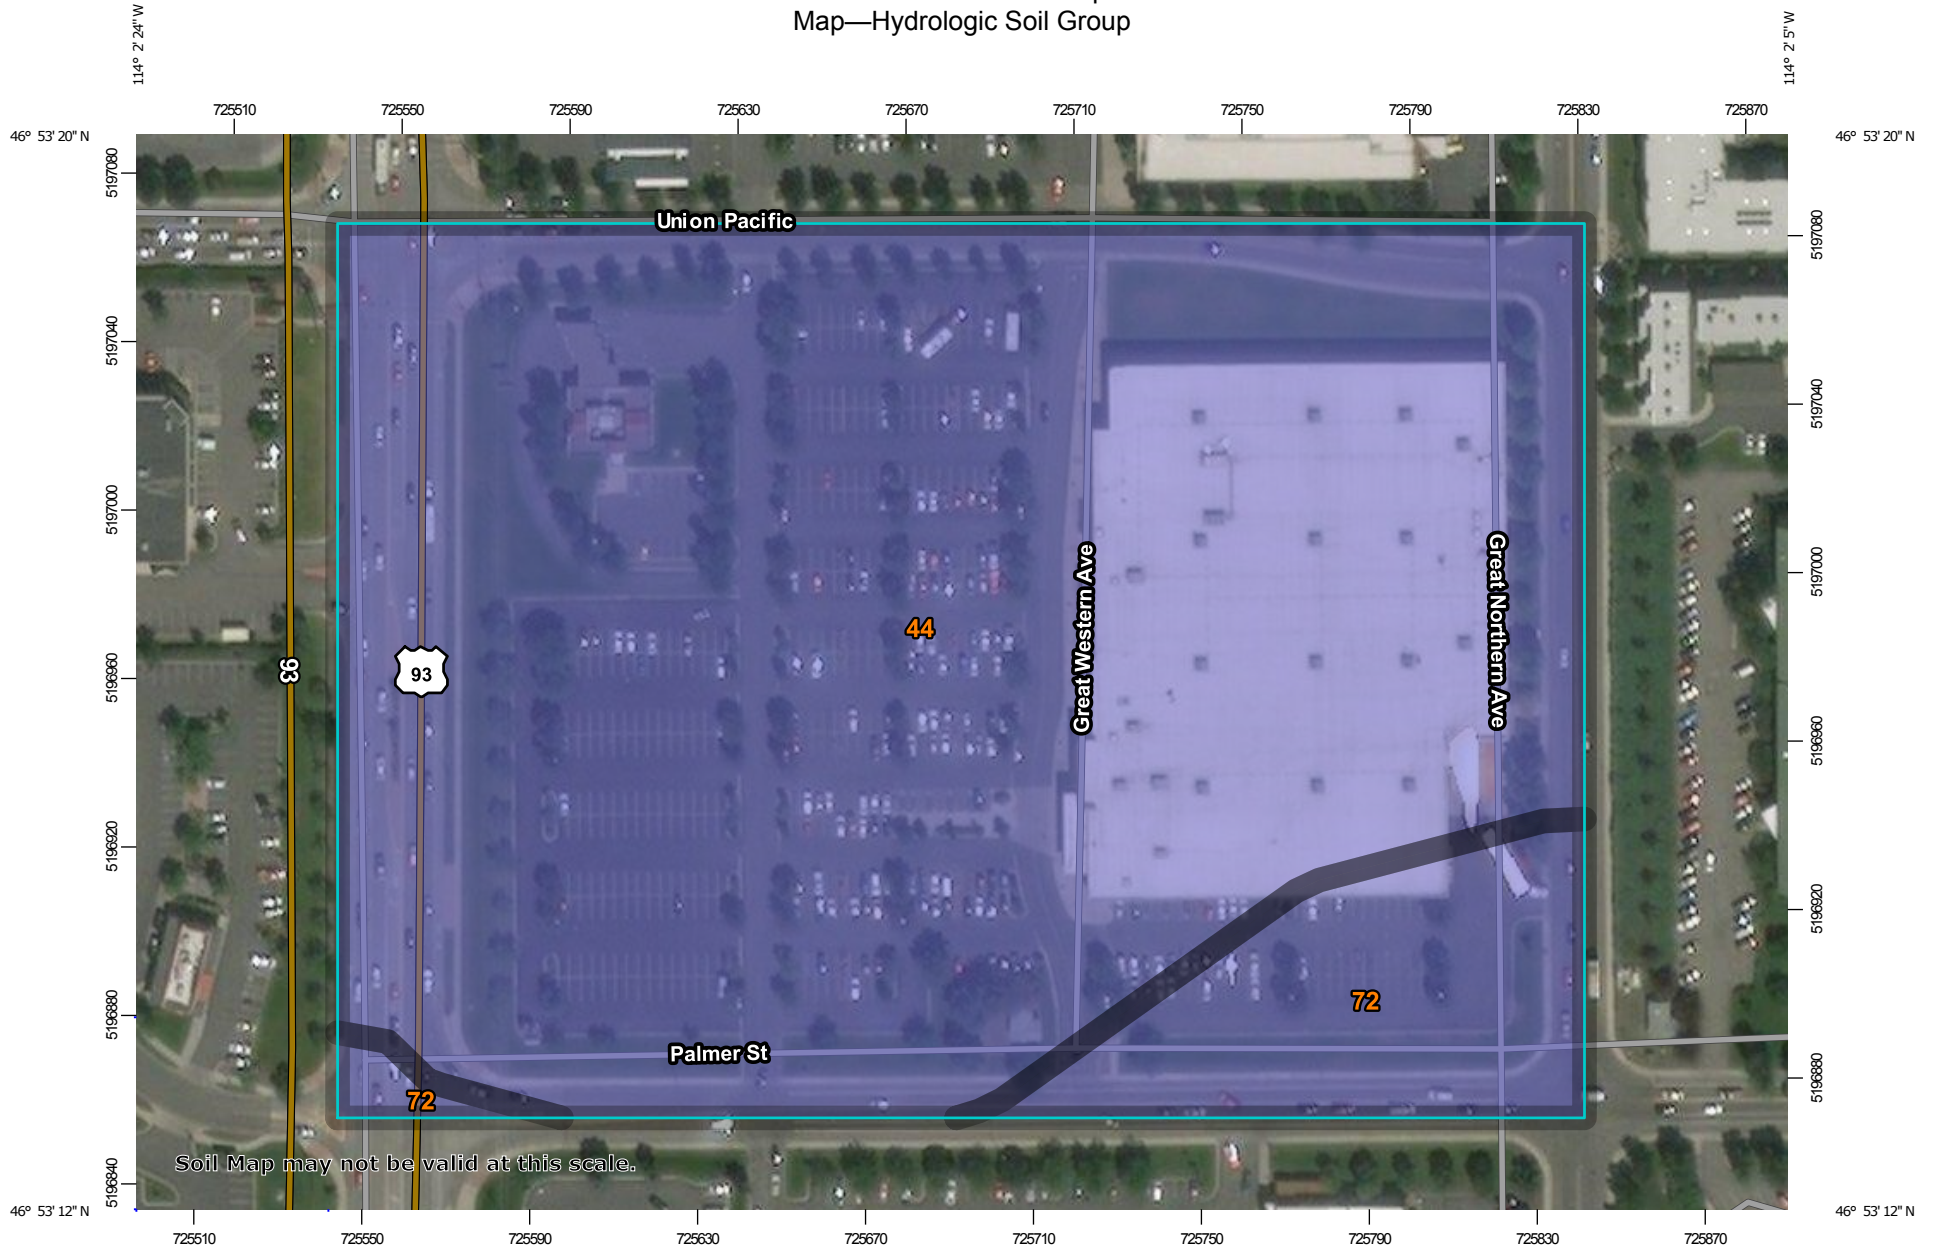 Map—Hydrologic Soil Group
114° 2' 24" W
114° 2' 5" W
725510 725550 725590 725630 725670 725710 725750 725790 725830 725870
46° 53' 20" N
46° 53' 20" N
5197080
5197040
5197000
5196960
5196920
5196880
5196840
5197080
5197040
5197000
5196960
5196920
5196880
Union Pacific
44
Great Western Ave
Great Northern Ave
93
93
72
Palmer St
72
Soil Map may not be valid at this scale.
46° 53' 12" N
46° 53' 12" N
725510 725550 725590 725630 725670 725710 725750 725790 725830 725870